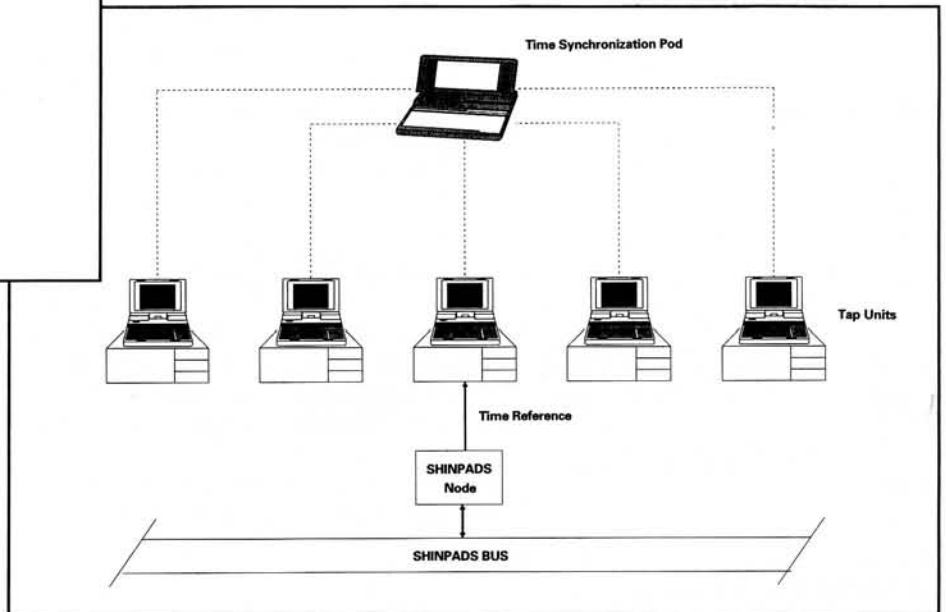 Time Synchronization Pod
Tap Units
Time Reference
SHINPADS
Node
SHINPADS BUS